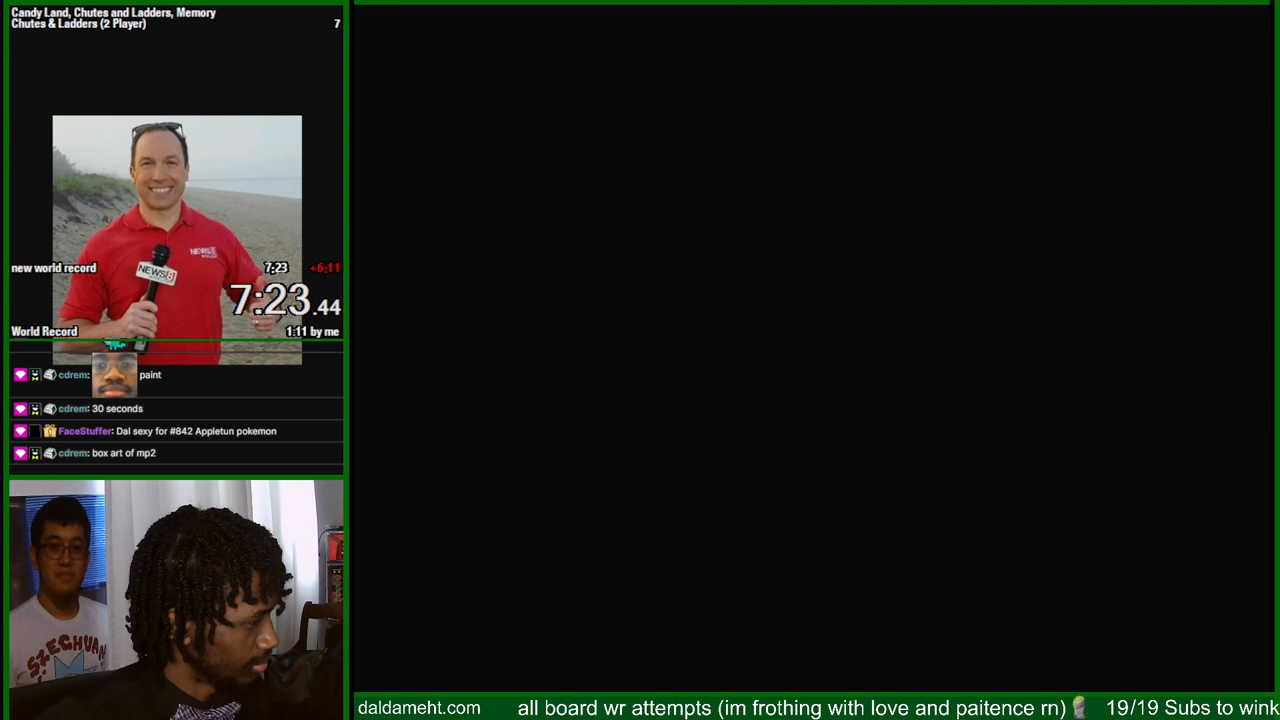 Candy Land, Chutes and Ladders, Memory
Chutes & Ladders (2 Player) 7
NEWS
new world record 7:23 +6:11
NEWS 8
7:23.44
World Record 1:11 by me
cdrem: paint
cdrem: 30 seconds
FaceStuffer: Dal sexy for #842 Appletun pokemon
cdrem: box art of mp2
SZECHUAN
daldameht.com all board wr attempts (im frothing with love and paitence rn) 19/19 Subs to wink